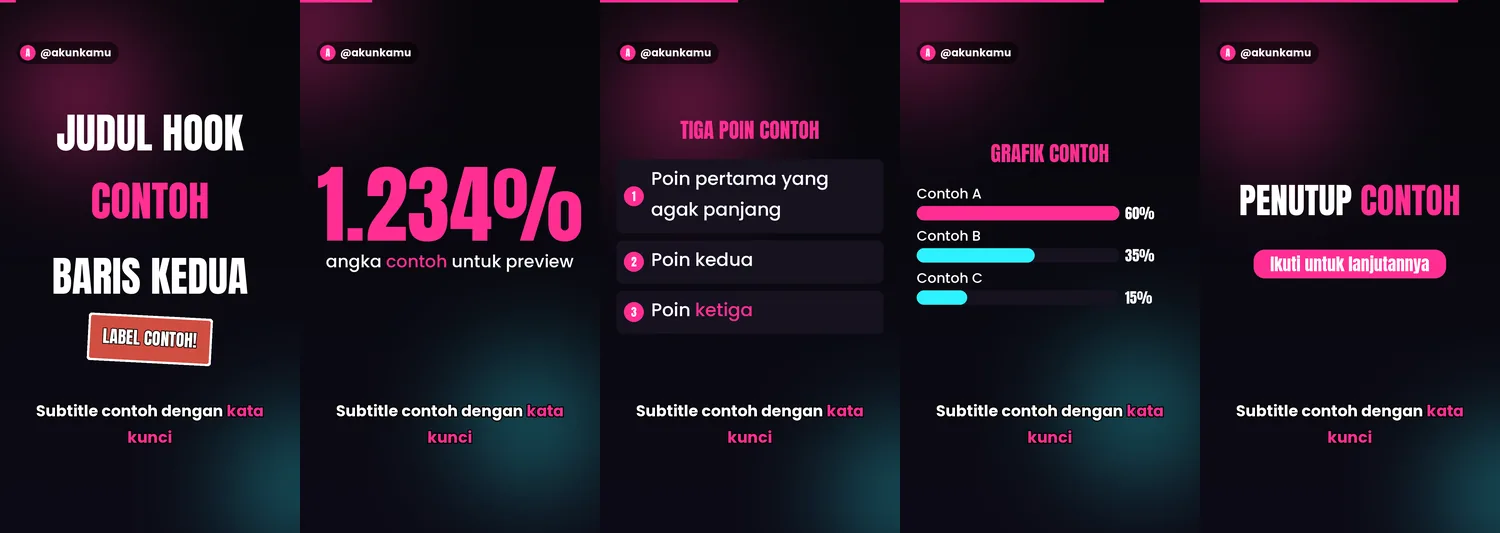 A @akunkamu
JUDUL HOOK
CONTOH
BARIS KEDUA
LABEL CONTOH!
Subtitle contoh dengan kata
kunci
A @akunkamu
1.234%
angka contoh untuk preview
Subtitle contoh dengan kata
kunci
A @akunkamu
TIGA POIN CONTOH
1 Poin pertama yang
agak panjang
2 Poin kedua
3 Poin ketiga
Subtitle contoh dengan kata
kunci
A @akunkamu
GRAFIK CONTOH
Contoh A
60%
Contoh B
35%
Contoh C
15%
Subtitle contoh dengan kata
kunci
A @akunkamu
PENUTUP CONTOH
Ikuti untuk lanjutannya
Subtitle contoh dengan kata
kunci